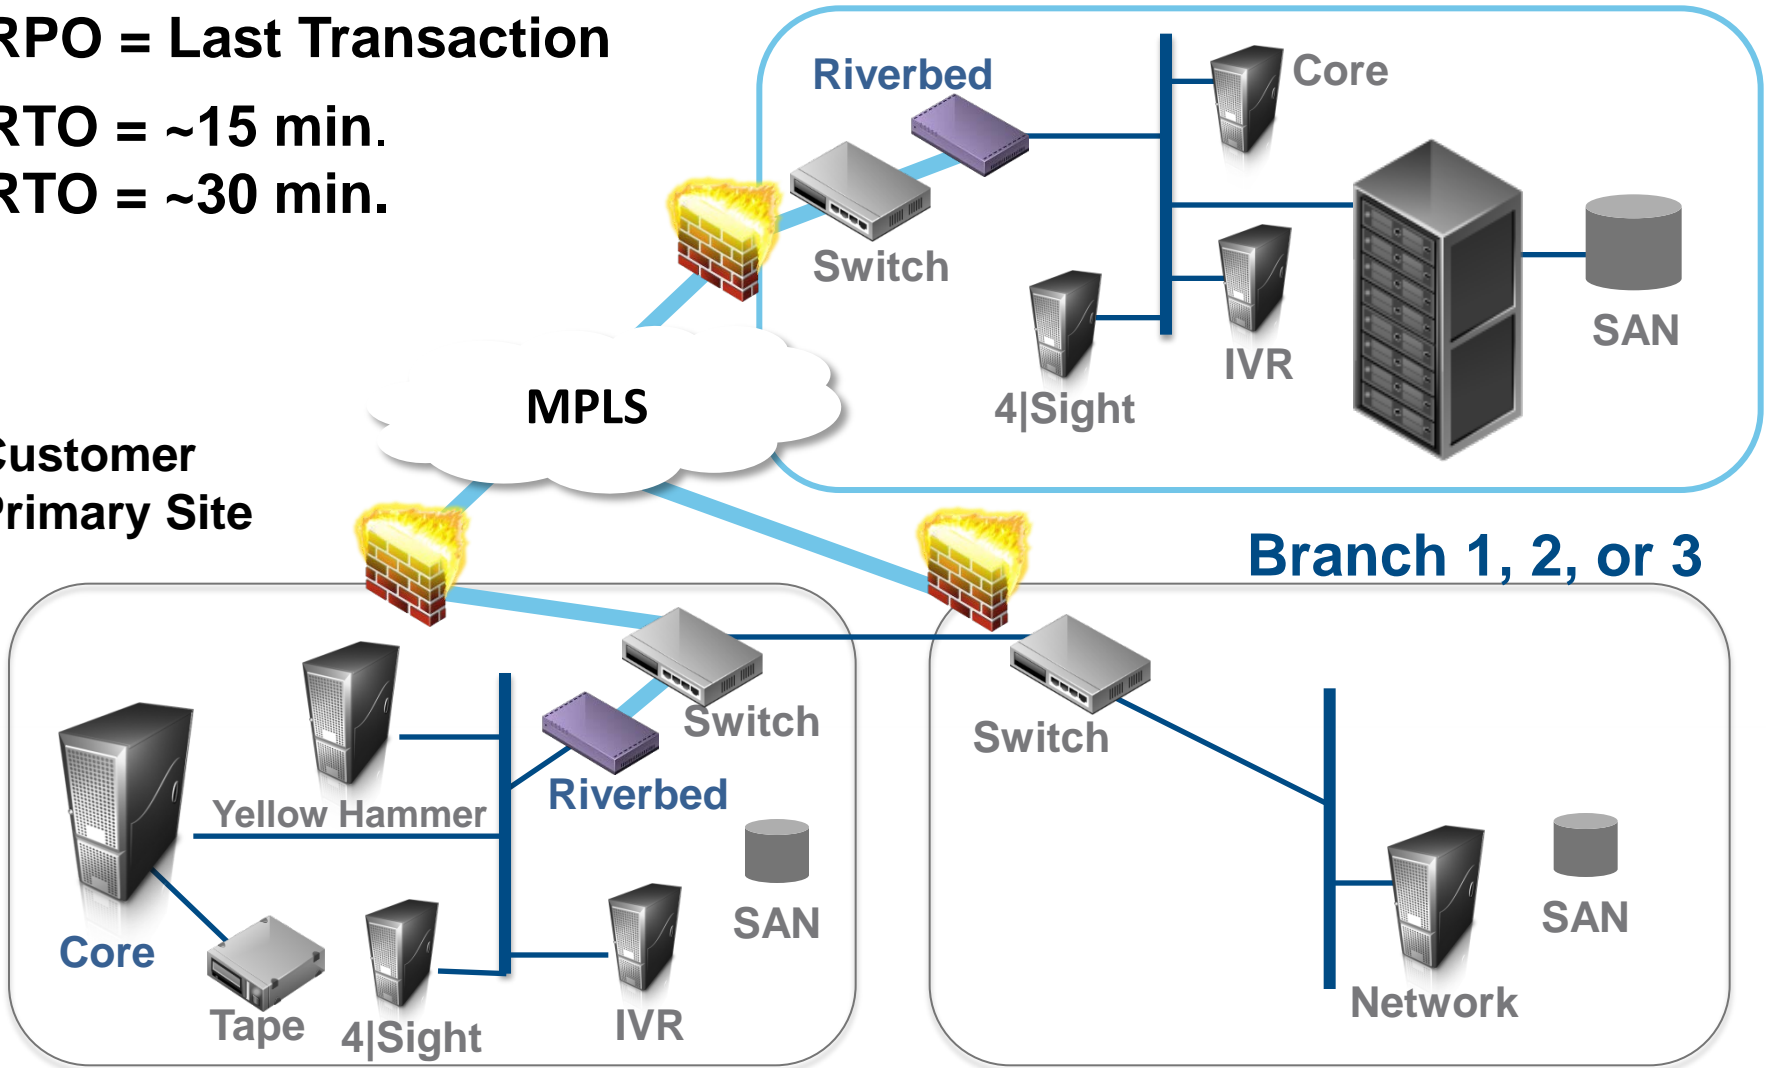 RPO = Last Transaction
RTO = ~15 min.
RTO = ~30 min.
Riverbed
Core
Switch
SAN
IVR
4|Sight
MPLS
Customer
Primary Site
Branch 1, 2, or 3
Switch
Switch
Riverbed
Yellow Hammer
SAN
SAN
Core
Tape
4|Sight
IVR
Network